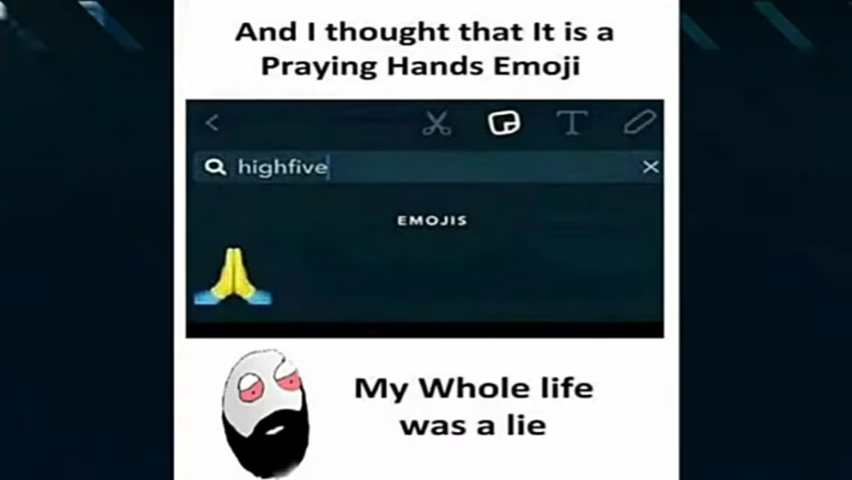 And I thought that It is a
Praying Hands Emoji
highfive
EMOJIS
My Whole life
was a lie